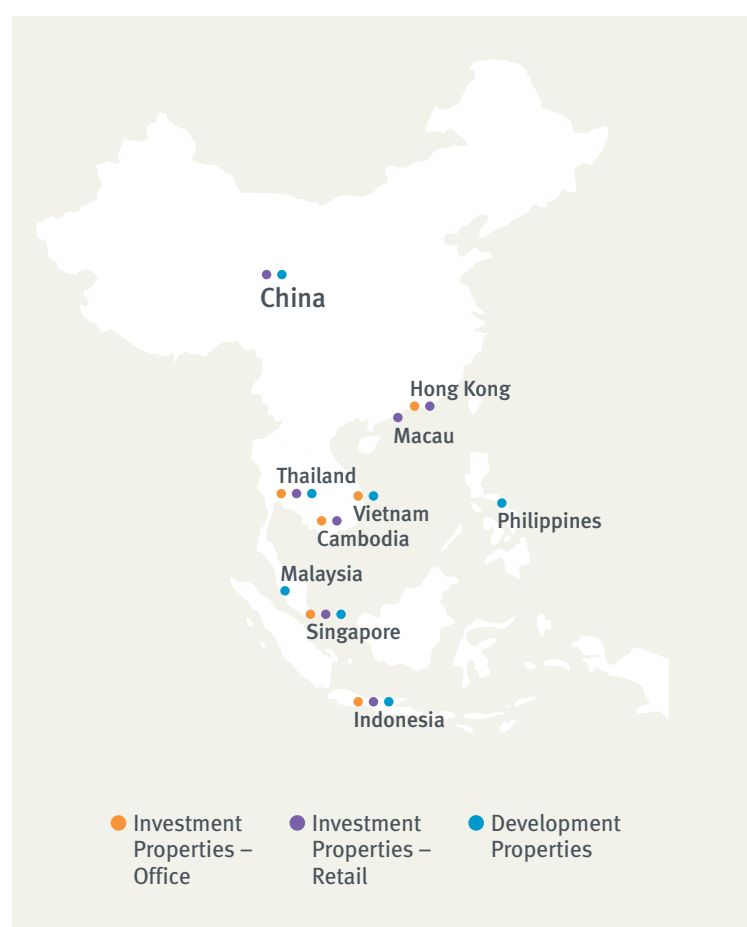 China
Hong Kong
Macau
Thailand
Vietnam
Cambodia
Philippines
Malaysia
Singapore
Indonesia
Investment
Properties –
Office
Investment
Properties –
Retail
Development
Properties